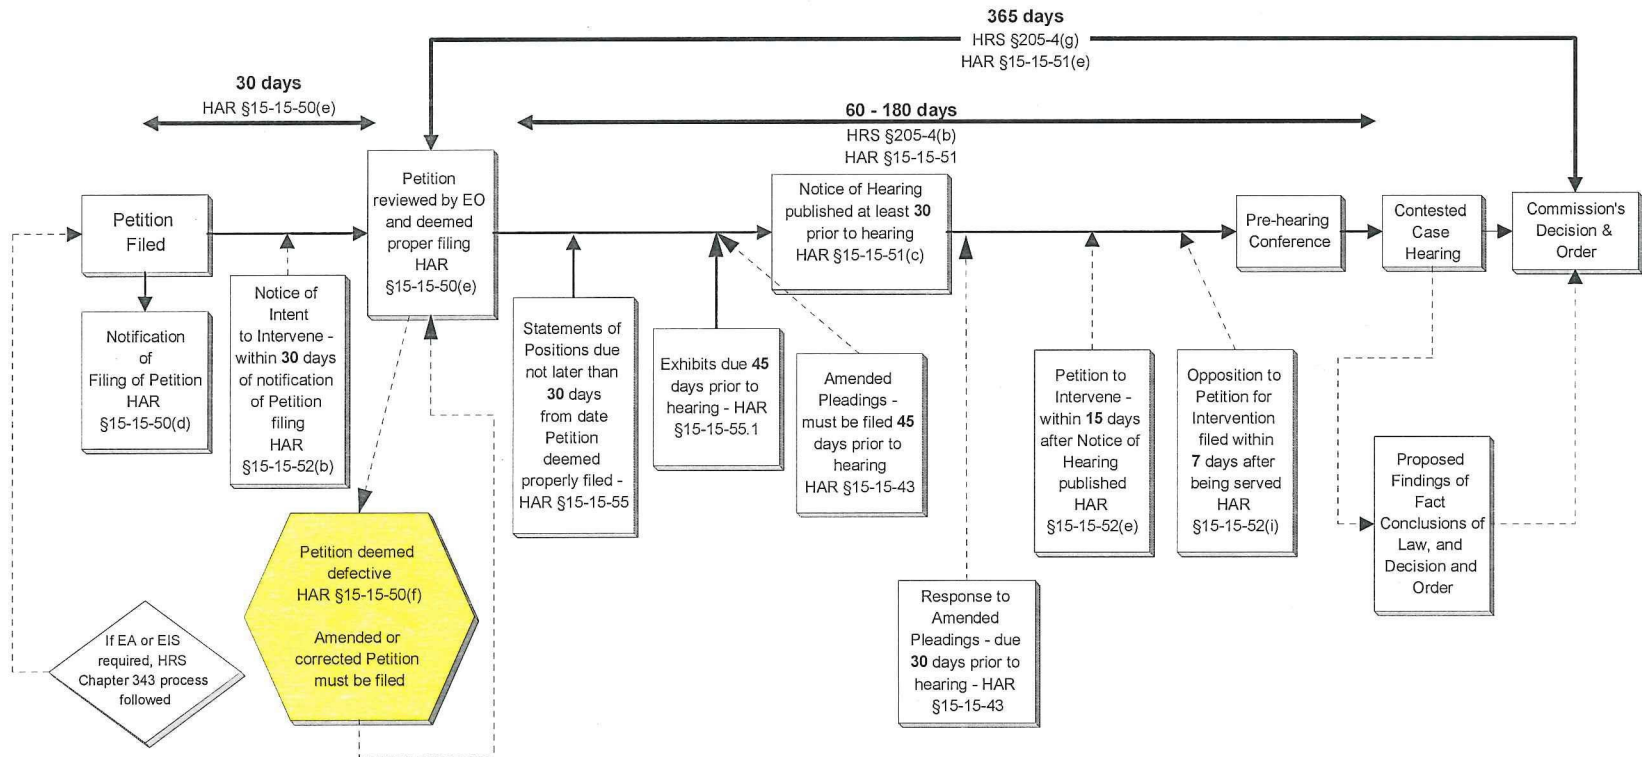 365 days
HRS §205-4(g)
HAR §15-15-51(e)
30 days
HAR §15-15-50(e)
60 - 180 days
HRS §205-4(b)
HAR §15-15-51
Petition
Filed
Notification
of
Filing of Petition
HAR
§15-15-50(d)
Notice of
Intent
to Intervene -
within 30 days
of notification
of Petition
filing
HAR
§15-15-52(b)
Petition
reviewed by EO
and deemed
proper filing
HAR
§15-15-50(e)
Statements of
Positions due
not later than
30 days
from date
Petition
deemed
properly filed -
HAR §15-15-55
Exhibits due 45
days prior to
hearing - HAR
§15-15-55.1
Amended
Pleadings -
must be filed 45
days prior to
hearing
HAR §15-15-43
Notice of Hearing
published at least 30
prior to hearing
HAR §15-15-51(c)
Response to
Amended
Pleadings - due
30 days prior to
hearing - HAR
§15-15-43
Petition to
Intervene -
within 15 days
after Notice of
Hearing
published
HAR
§15-15-52(e)
Opposition to
Petition for
Intervention
filed within
7 days after
being served
HAR
§15-15-52(i)
Pre-hearing
Conference
Contested
Case
Hearing
Commission's
Decision &
Order
Proposed
Findings of
Fact
Conclusions of
Law, and
Decision and
Order
Petition deemed
defective
HAR §15-15-50(f)
Amended or
corrected Petition
must be filed
If EA or EIS
required, HRS
Chapter 343 process
followed